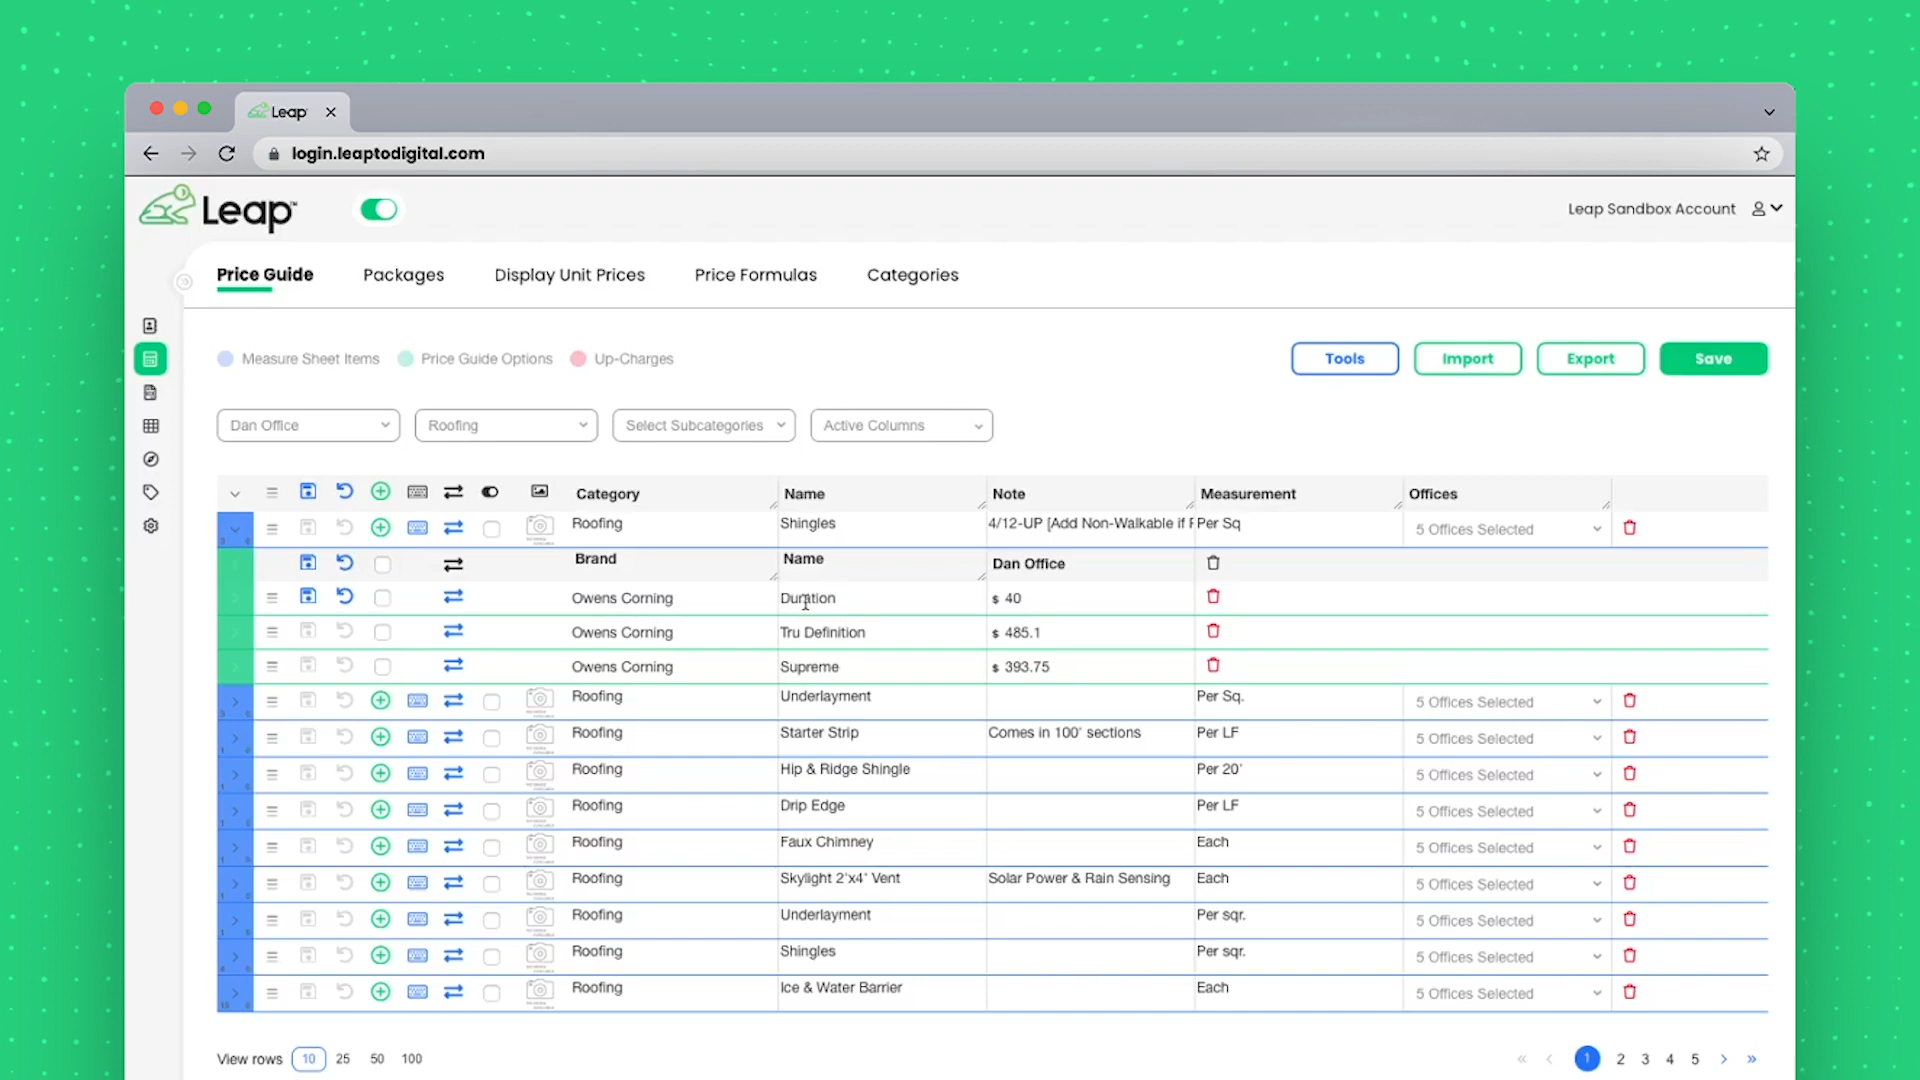 Leap
login.leaptodigital.com
Leap™
Leap Sandbox Account
Price Guide Packages Display Unit Prices Price Formulas Categories
Measure Sheet Items Price Guide Options Up-Charges
Tools Import Export Save
Dan Office Roofing Select Subcategories Active Columns
Category Name Note Measurement Offices
Roofing Shingles 4/12-UP [Add Non-Walkable if F Per Sq 5 Offices Selected
Brand Name Dan Office
Owens Corning Duration $ 40
Owens Corning Tru Definition $ 485.1
Owens Corning Supreme $ 393.75
Roofing Underlayment Per Sq. 5 Offices Selected
Roofing Starter Strip Comes in 100' sections Per LF 5 Offices Selected
Roofing Hip & Ridge Shingle Per 20' 5 Offices Selected
Roofing Drip Edge Per LF 5 Offices Selected
Roofing Faux Chimney Each 5 Offices Selected
Roofing Skylight 2'x4' Vent Solar Power & Rain Sensing Each 5 Offices Selected
Roofing Underlayment Per sqr. 5 Offices Selected
Roofing Shingles Per sqr. 5 Offices Selected
Roofing Ice & Water Barrier Each 5 Offices Selected
View rows 10 25 50 100 « ‹ 1 2 3 4 5 › »